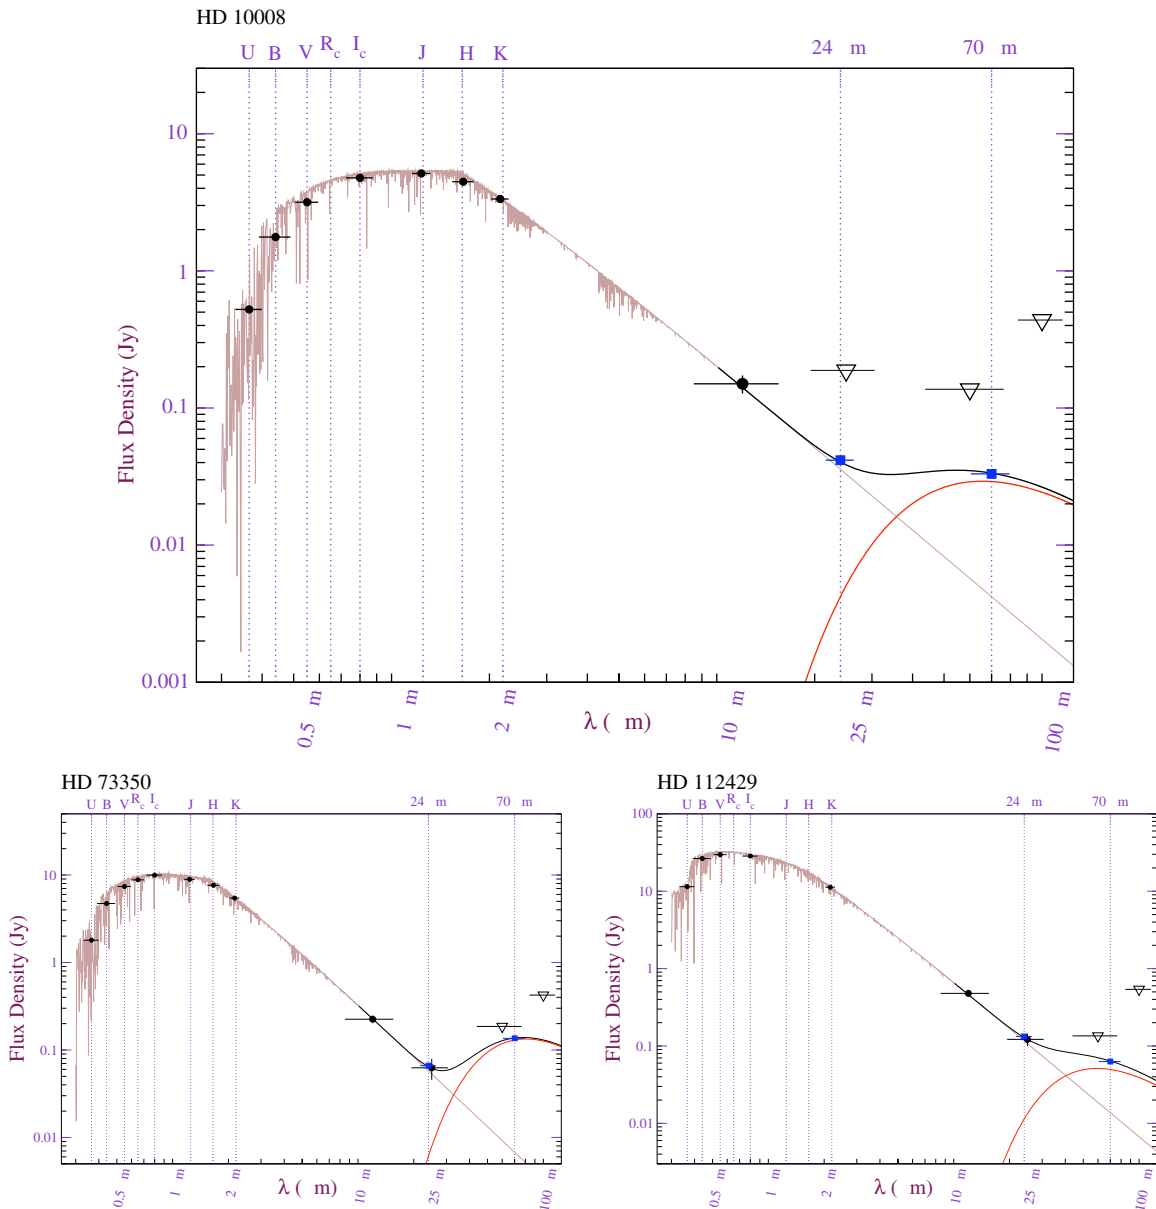 HD 10008
U B V Rc Ic J H K 24 m 70 m
10
1
0.1
0.01
0.001
Flux Density (Jy)
0.5 m 1 m 2 m 10 m 25 m 100 m
λ ( m)
HD 73350
U B V Rc Ic J H K 24 m 70 m
10
1
0.1
0.01
Flux Density (Jy)
0.5 m 1 m 2 m 10 m 25 m 100 m
λ ( m)
HD 112429
U B V Rc Ic J H K 24 m 70 m
100
10
1
0.1
0.01
Flux Density (Jy)
0.5 m 1 m 2 m 10 m 25 m 100 m
λ ( m)